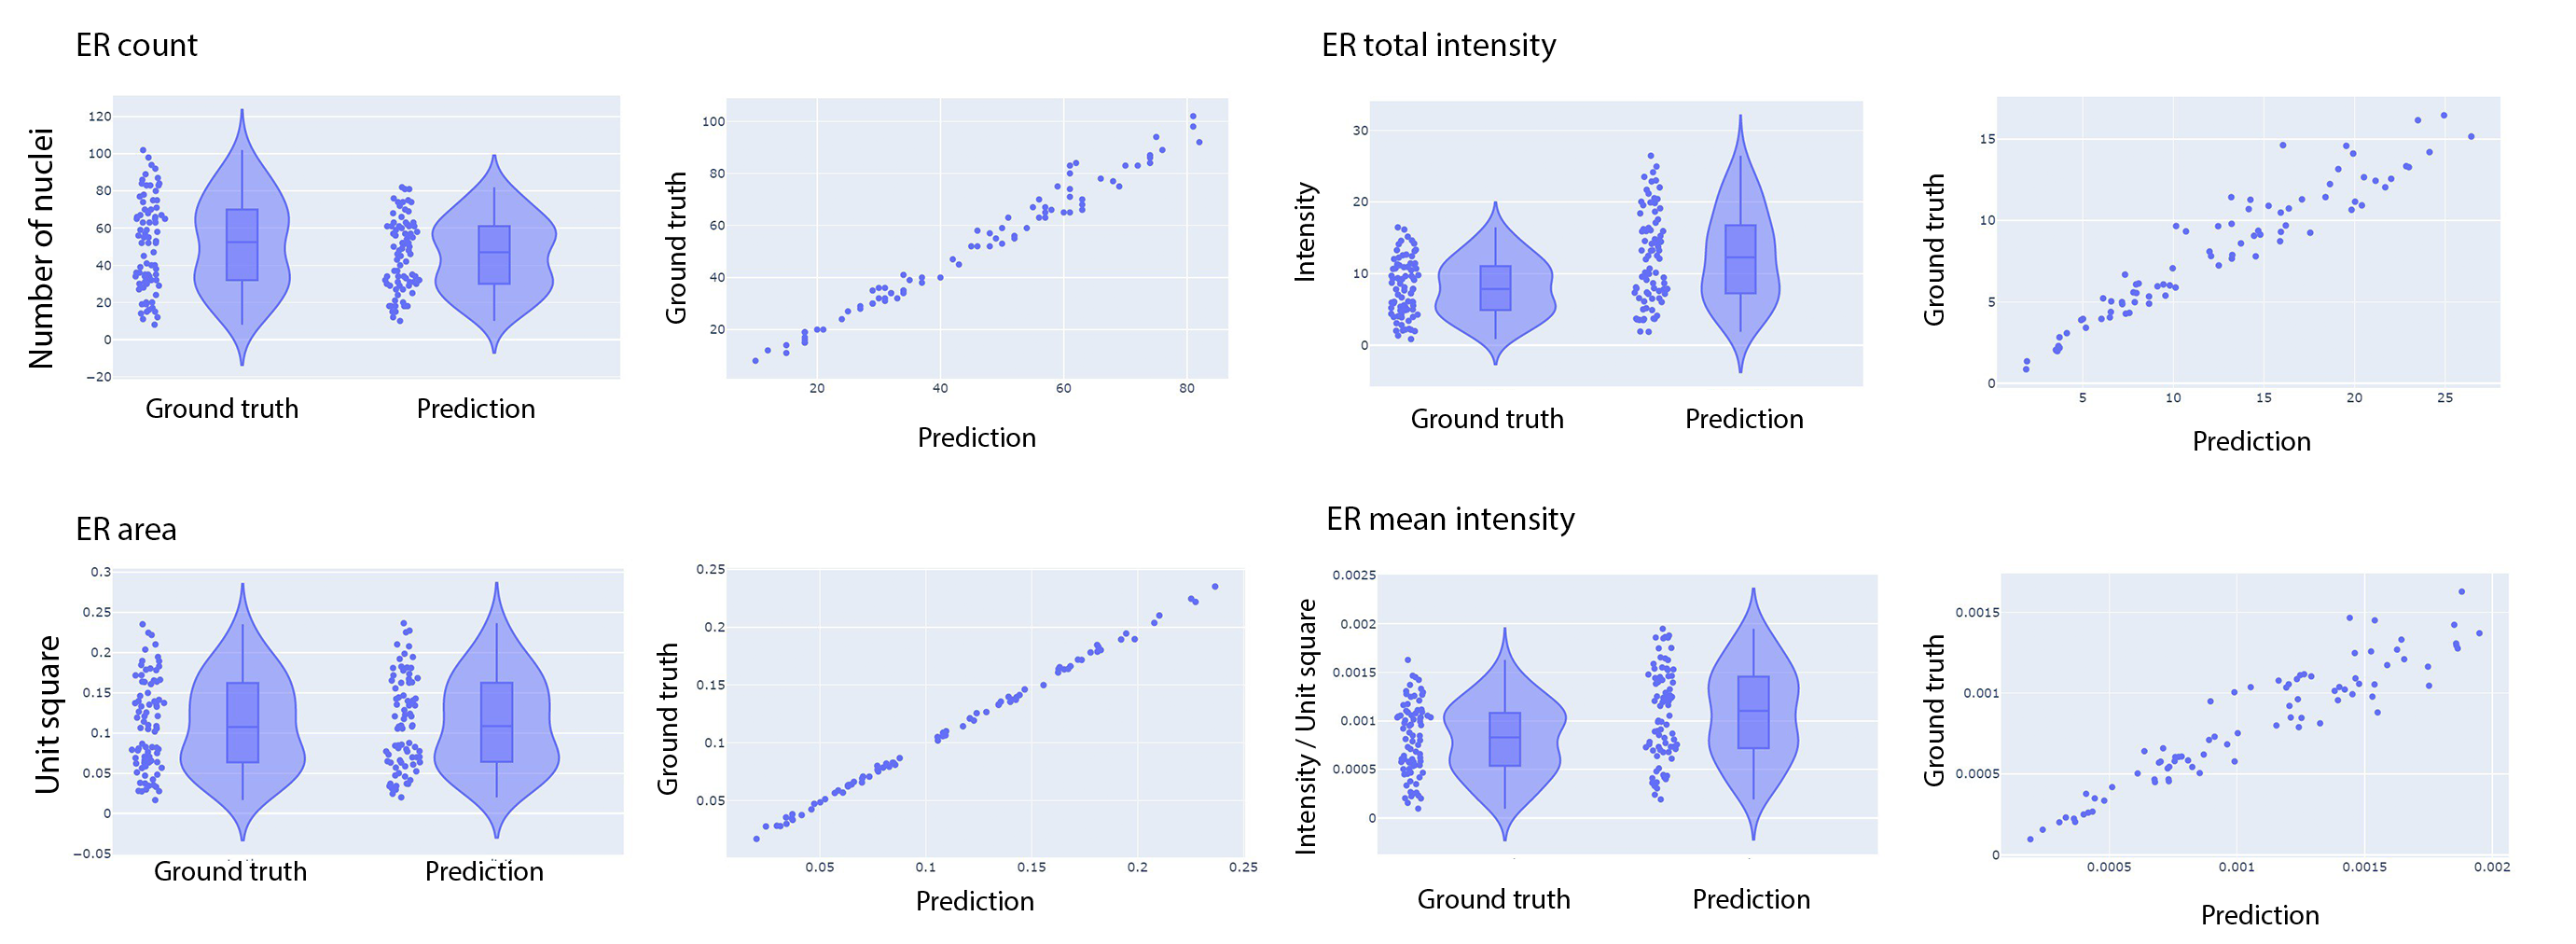 ER count
Number of nuclei
120
100
80
60
40
20
0
−20
Ground truth
Prediction
Ground truth
100
80
60
40
20
20
40
60
80
Prediction
ER total intensity
Intensity
30
20
10
0
Ground truth
Prediction
Ground truth
15
10
5
0
5
10
15
20
25
Prediction
ER area
Unit square
0.3
0.25
0.2
0.15
0.1
0.05
0
−0.05
Ground truth
Prediction
Ground truth
0.25
0.2
0.15
0.1
0.05
0.05
0.1
0.15
0.2
0.25
Prediction
ER mean intensity
Intensity / Unit square
0.0025
0.002
0.0015
0.001
0.0005
0
Ground truth
Prediction
Ground truth
0.0015
0.001
0.0005
0
0.0005
0.001
0.0015
0.002
Prediction